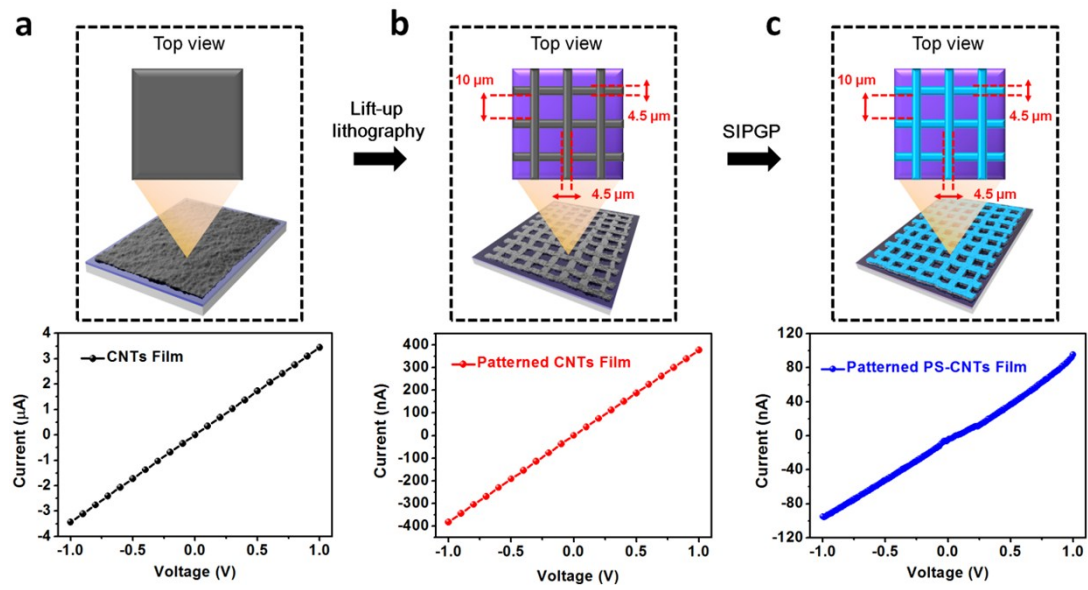 a
Top view
Lift-up
lithography
b
Top view
10 μm
4.5 μm
4.5 μm
SIPGP
c
Top view
10 μm
4.5 μm
4.5 μm
CNTs Film
Current (μA)
4
3
2
1
0
-1
-2
-3
-4
-1.0 -0.5 0.0 0.5 1.0
Voltage (V)
Patterned CNTs Film
Current (nA)
400
300
200
100
0
-100
-200
-300
-400
-1.0 -0.5 0.0 0.5 1.0
Voltage (V)
Patterned PS-CNTs Film
Current (nA)
120
80
40
0
-40
-80
-120
-1.0 -0.5 0.0 0.5 1.0
Voltage (V)